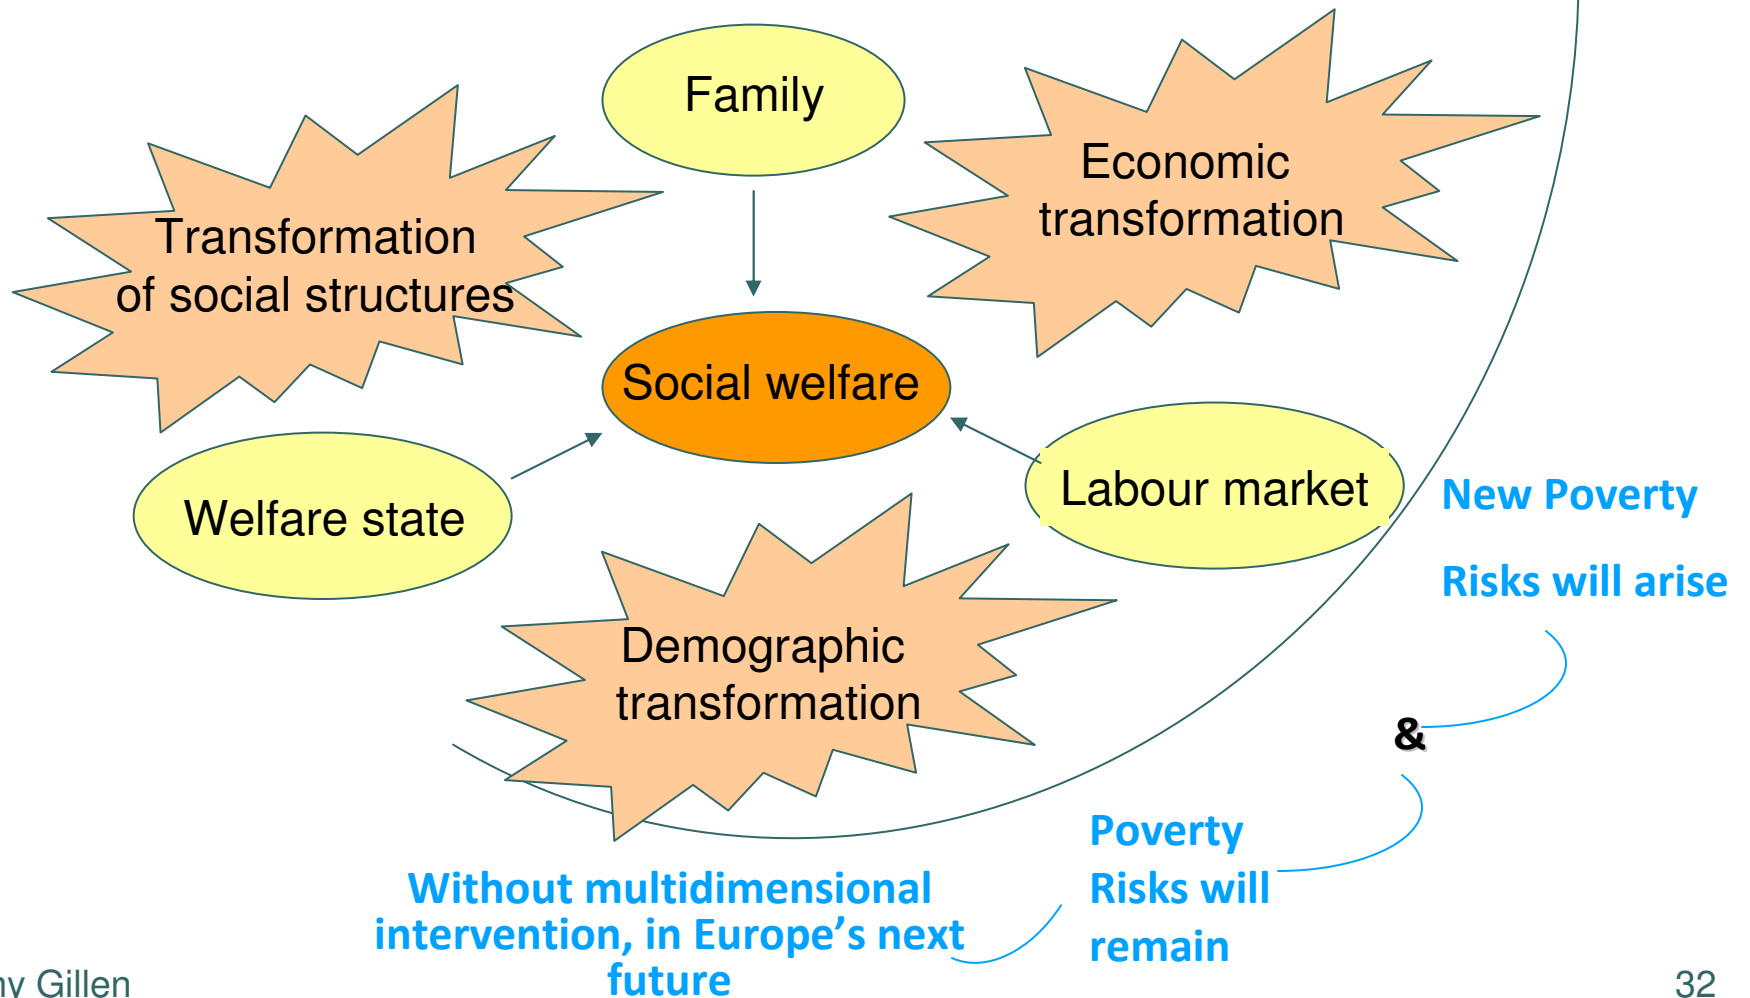 Family
Economic
transformation
Transformation
of social structures
Social welfare
Labour market
Welfare state
New Poverty
Risks will arise
Demographic
transformation
&
Poverty
Risks will
remain
Without multidimensional
intervention, in Europe’s next
future
Gillen
32